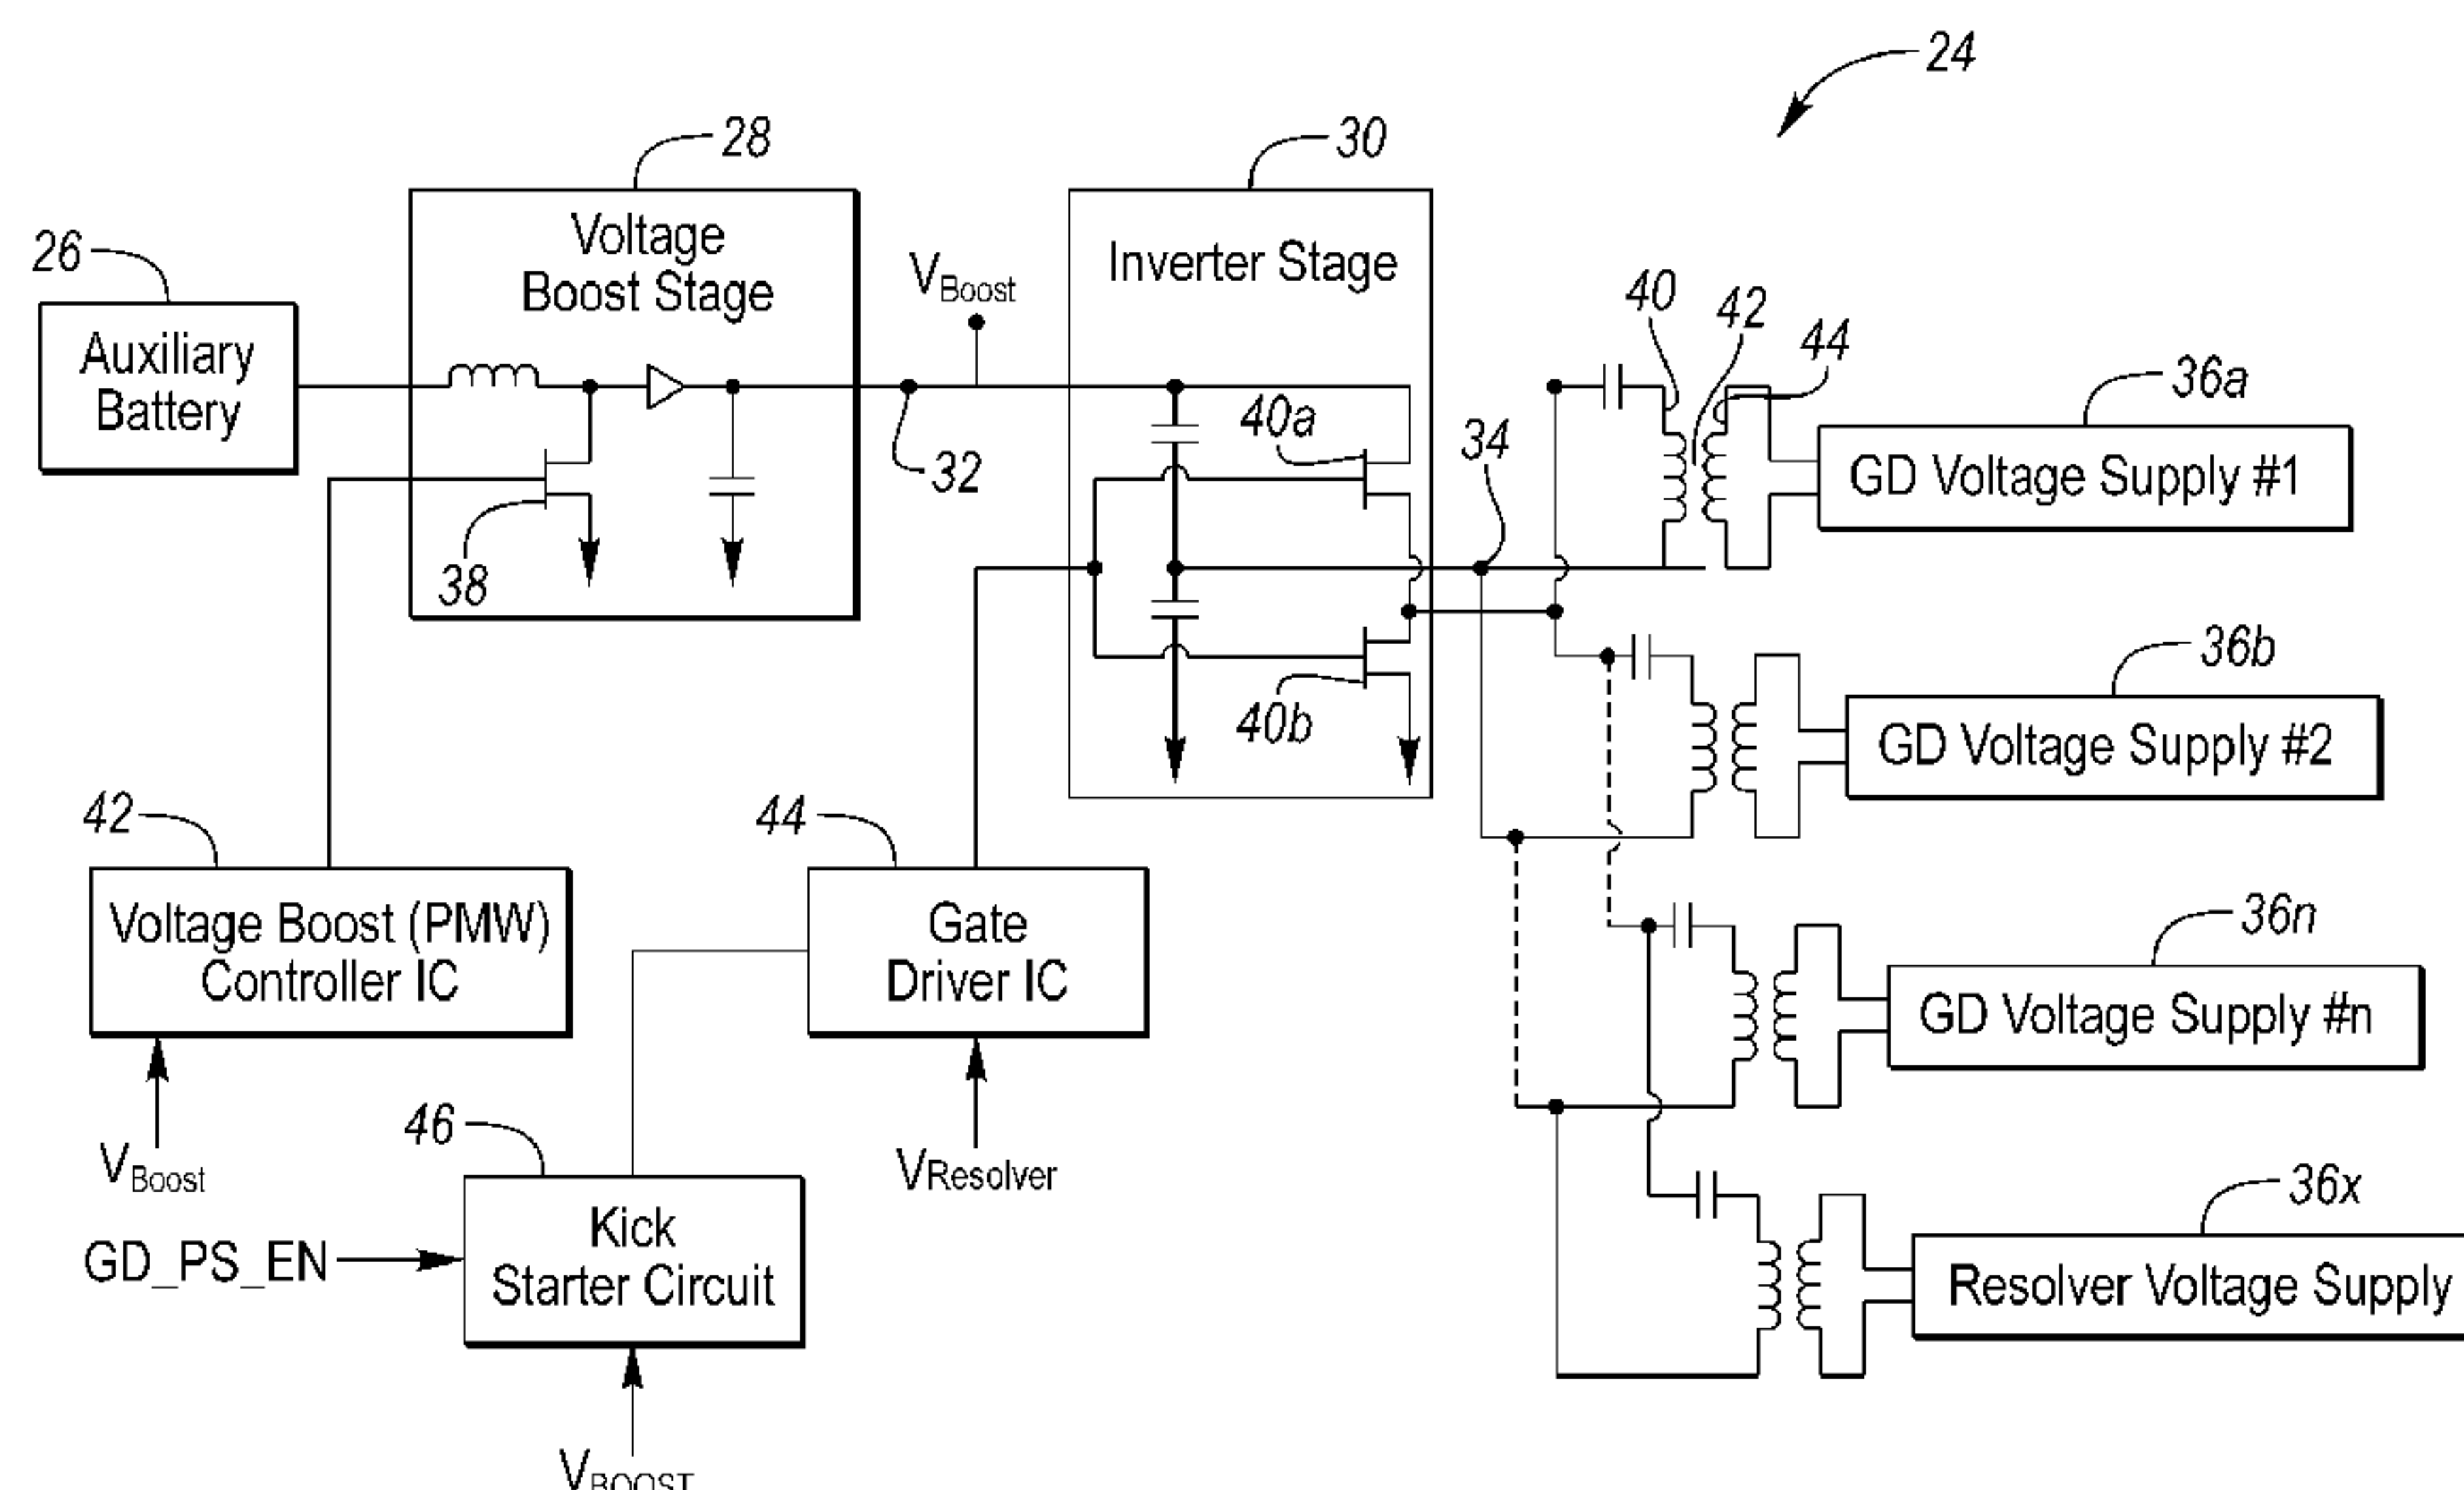 24
28
30
Voltage
Boost Stage
26
Inverter Stage
VBoost
40
42
44
Auxiliary
Battery
36a
40a
34
GD Voltage Supply #1
32
38
36b
40b
GD Voltage Supply #2
42
44
Voltage Boost (PMW)
Controller IC
Gate
Driver IC
36n
GD Voltage Supply #n
46
VBoost
VResolver
36x
Kick
Starter Circuit
GD_PS_EN
Resolver Voltage Supply
VBOOST